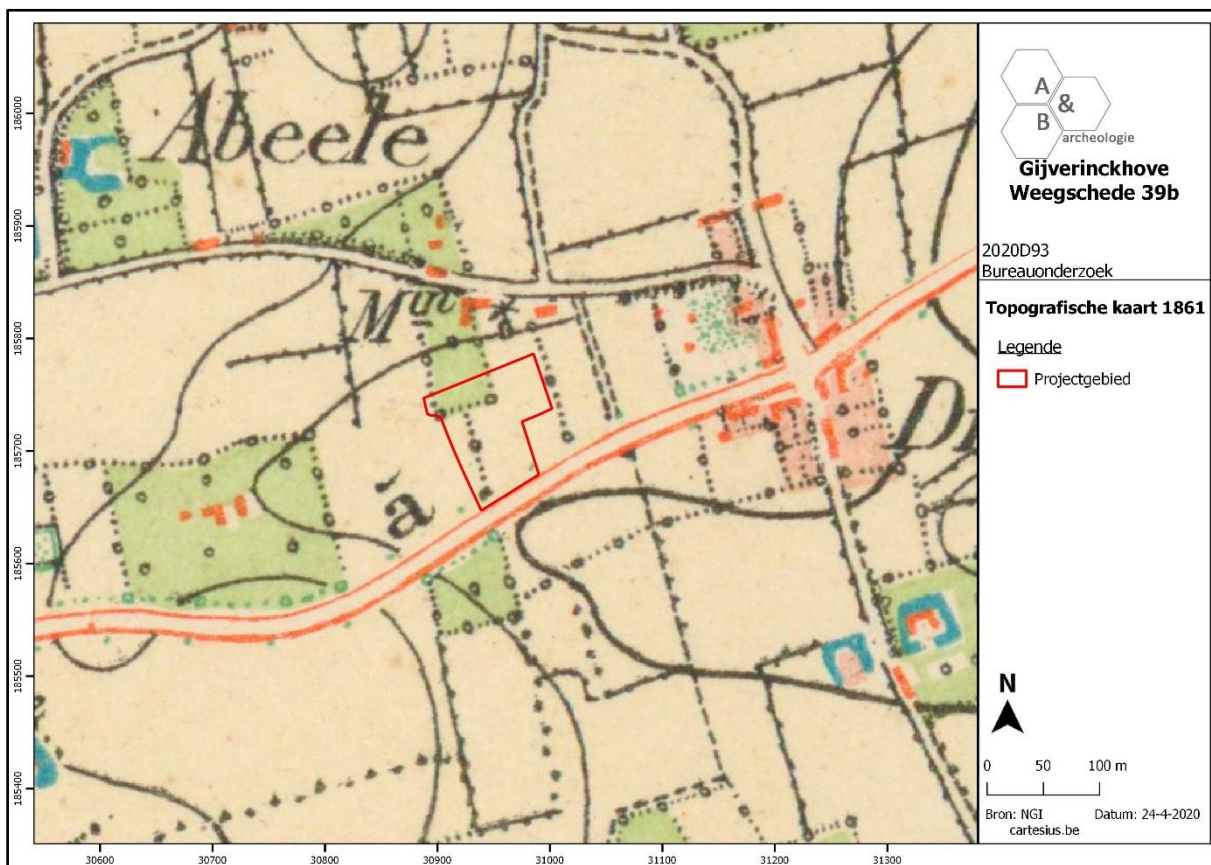 Abeele
Mⁱⁿ
à
A
&
B
archeologie
Gijverinckhove
Weegschede 39b
2020D93
Bureauonderzoek
Topografische kaart 1861
Legende
Projectgebied
N
0 50 100 m
Bron: NGI Datum: 24-4-2020
cartesius.be
186000
185900
185800
185700
185600
185500
185400
30600 30700 30800 30900 31000 31100 31200 31300